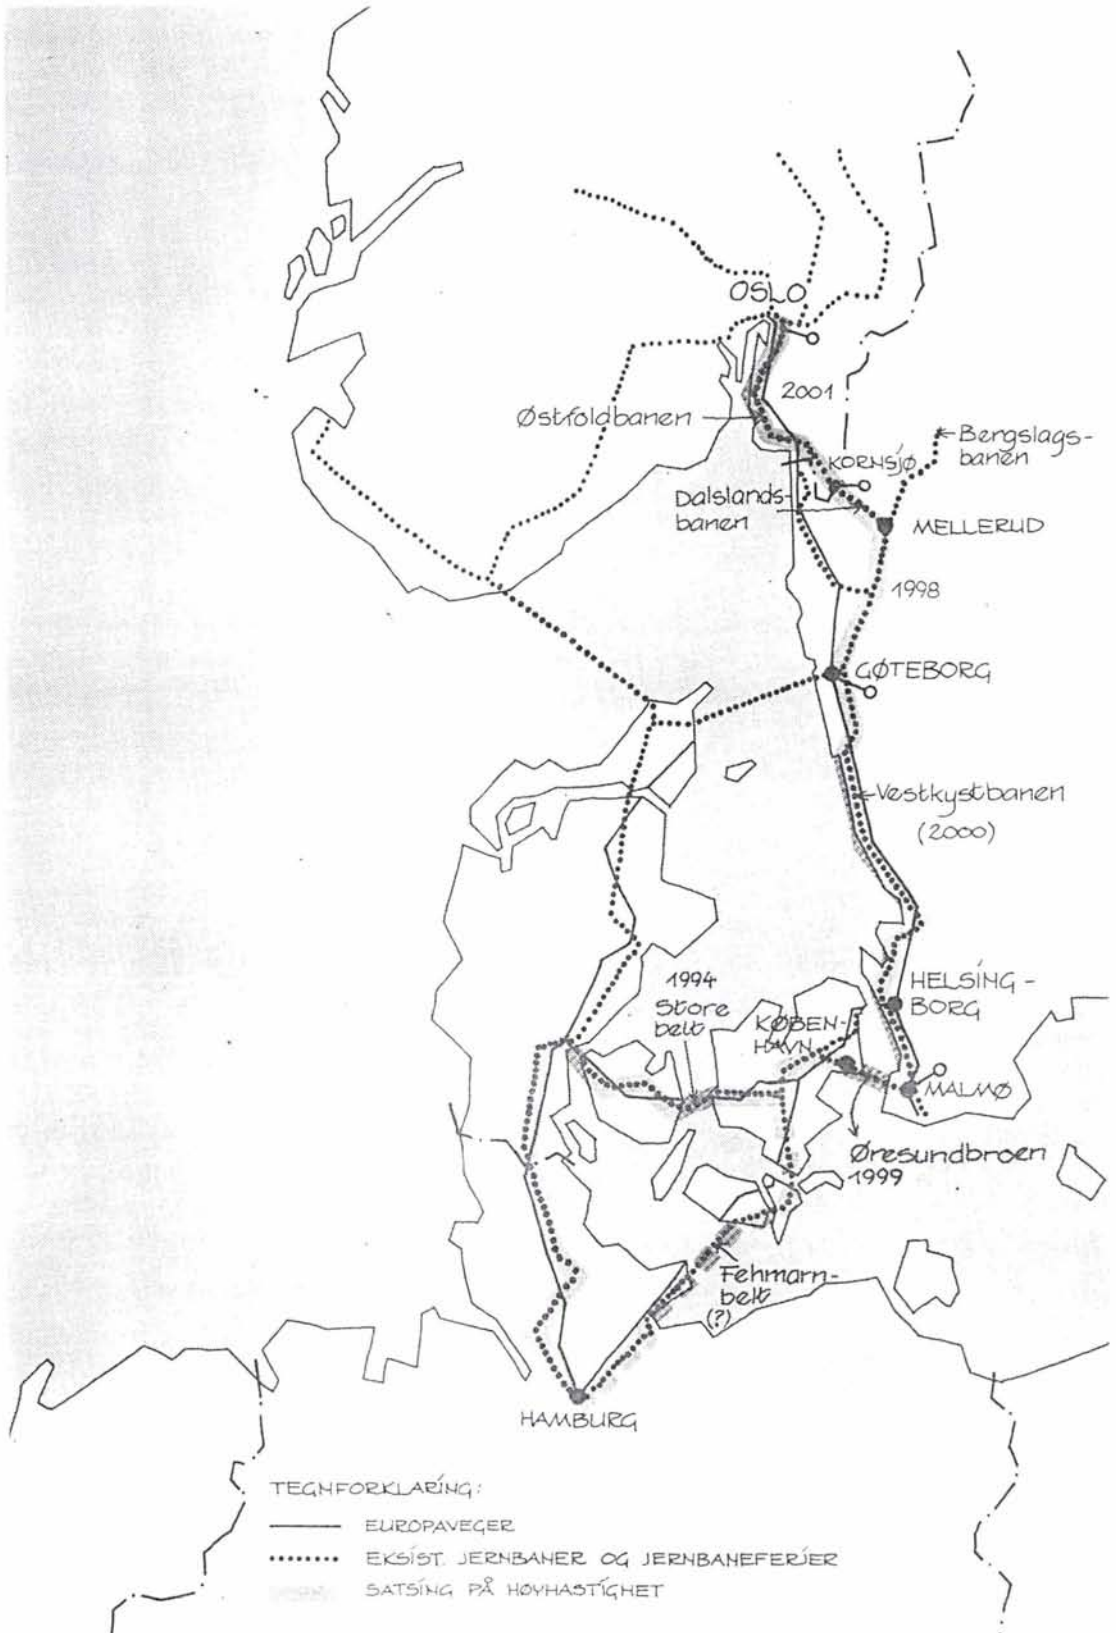 OSLO
2001
Østfoldbanen
Bergslags-
banen
KORNSJØ
Dalslands-
banen
MELLERUD
1998
GØTEBORG
Vestkystbanen
(2000)
HELSING-
BORG
1994
Store
belt
KØBEN-
HAVN
MALMØ
Øresundbroen
1999
Fehmarn-
belt
(?)
HAMBURG
TEGNFORKLARING:
EUROPAVEGER
EKSIST. JERNBANER OG JERNBANEFERJER
SATSING PÅ HØYHASTIGHET